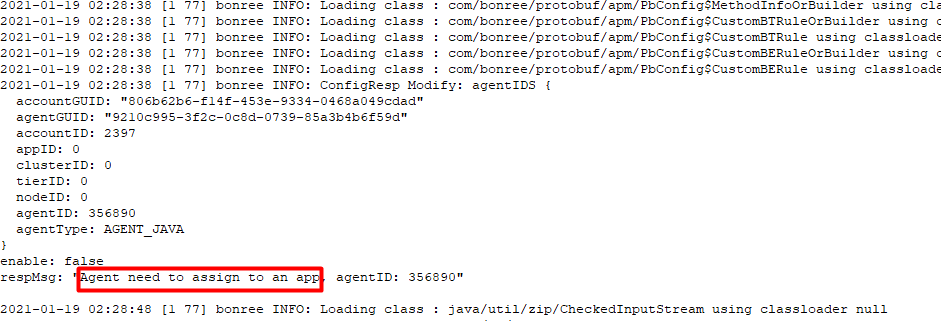 2021-01-19 02:28:38 [1 77] bonree INFO: Loading class : com/bonree/protobuf/apm/PbConfig$MethodInfoOrBuilder using cla
2021-01-19 02:28:38 [1 77] bonree INFO: Loading class : com/bonree/protobuf/apm/PbConfig$CustomBTRuleOrBuilder using c
2021-01-19 02:28:38 [1 77] bonree INFO: Loading class : com/bonree/protobuf/apm/PbConfig$CustomBTRule using classloade
2021-01-19 02:28:38 [1 77] bonree INFO: Loading class : com/bonree/protobuf/apm/PbConfig$CustomBERuleOrBuilder using c
2021-01-19 02:28:38 [1 77] bonree INFO: Loading class : com/bonree/protobuf/apm/PbConfig$CustomBERule using classloade
2021-01-19 02:28:38 [1 77] bonree INFO: ConfigResp Modify: agentIDS {
accountGUID: "806b62b6-f14f-453e-9334-0468a049cdad"
agentGUID: "9210c995-3f2c-0c8d-0739-85a3b4b6f59d"
accountID: 2397
appID: 0
clusterID: 0
tierID: 0
nodeID: 0
agentID: 356890
agentType: AGENT_JAVA
}
enable: false
respMsg: "Agent need to assign to an app, agentID: 356890"
2021-01-19 02:28:48 [1 77] bonree INFO: Loading class : java/util/zip/CheckedInputStream using classloader null